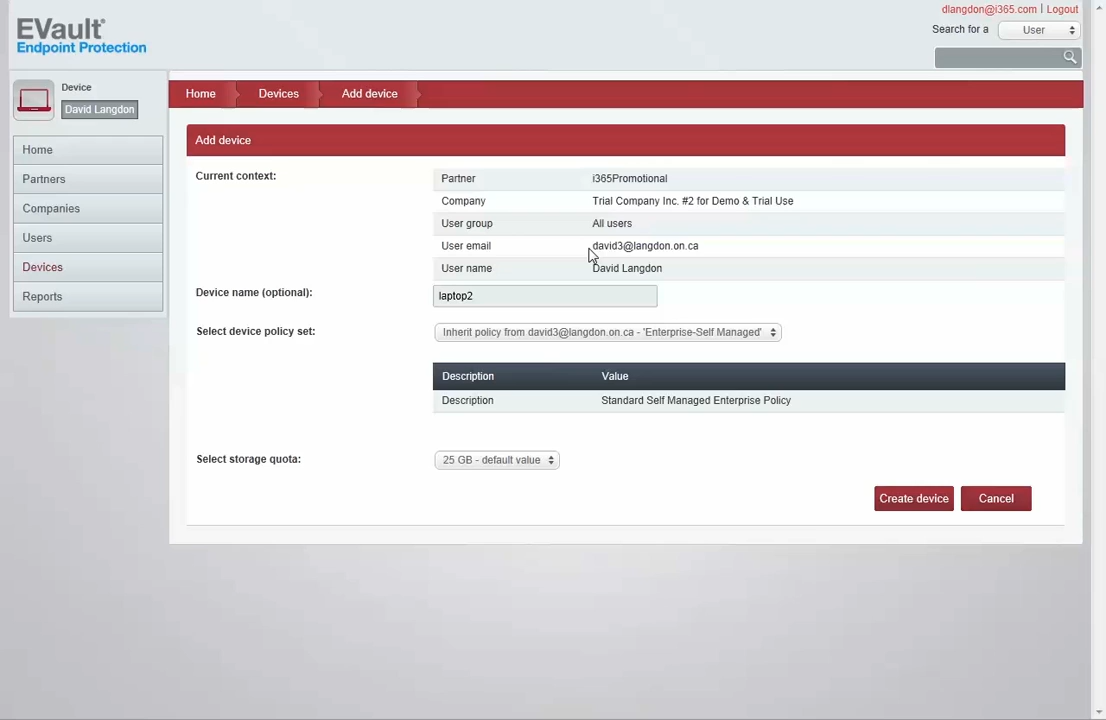 dlangdon@i365.com | Logout
EVault®
Endpoint Protection
Search for a User
Device
David Langdon
Home Devices Add device
Home
Partners
Companies
Users
Devices
Reports
Add device
Current context:
Partner i365Promotional
Company Trial Company Inc. #2 for Demo & Trial Use
User group All users
User email david3@langdon.on.ca
User name David Langdon
Device name (optional): laptop2
Select device policy set: Inherit policy from david3@langdon.on.ca - 'Enterprise-Self Managed'
Description Value
Description Standard Self Managed Enterprise Policy
Select storage quota: 25 GB - default value
Create device Cancel